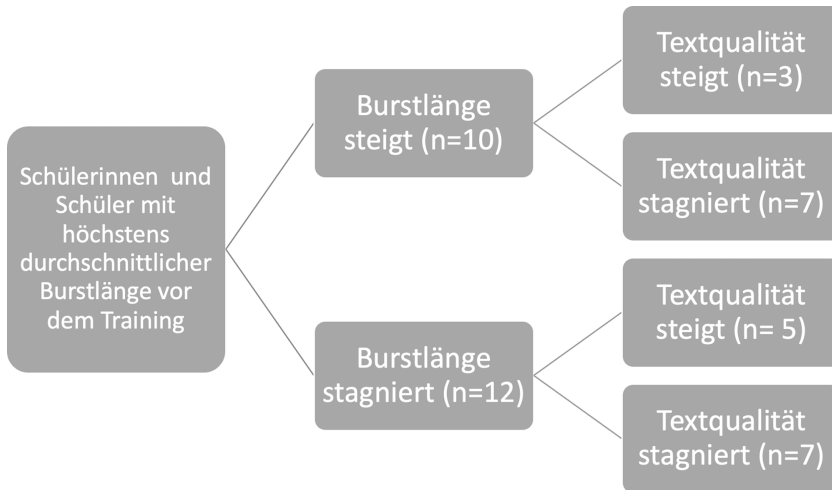 Schülerinnen und
Schüler mit
höchstens
durchschnittlicher
Burstlänge vor
dem Training
Burstlänge
steigt (n=10)
Textqualität
steigt (n=3)
Textqualität
stagniert (n=7)
Burstlänge
stagniert (n=12)
Textqualität
steigt (n= 5)
Textqualität
stagniert (n=7)